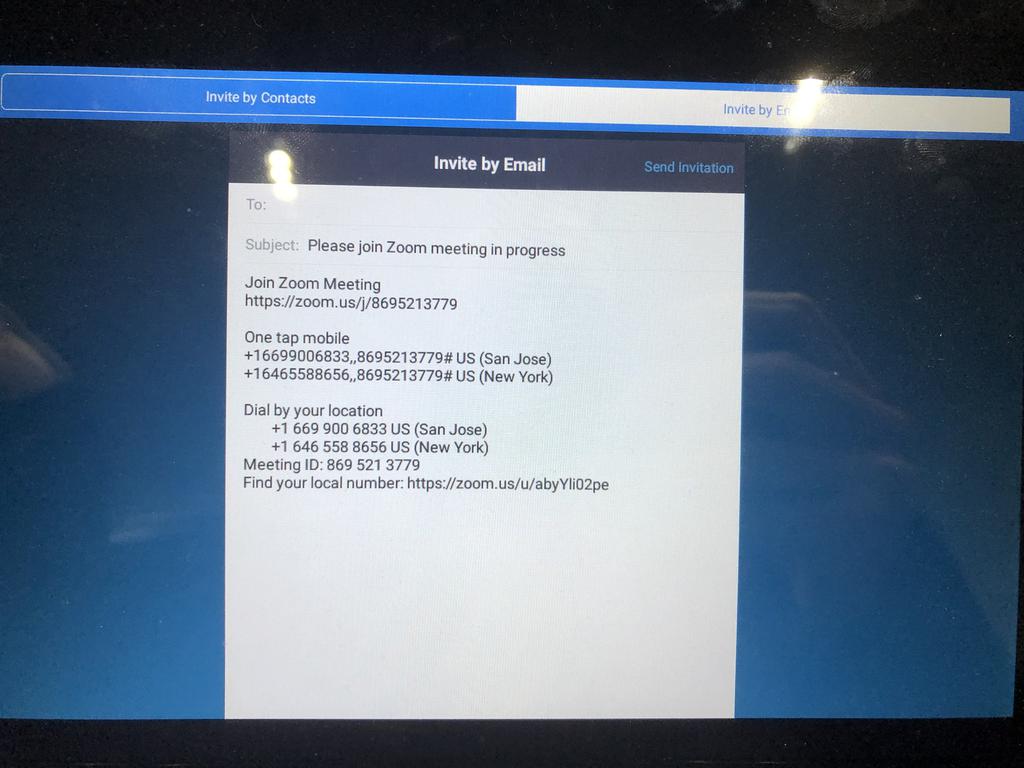 Invite by Contacts
Invite by
Invite by Email
Send Invitation
To:
Subject: Please join Zoom meeting in progress
Join Zoom Meeting
https://zoom.us/j/8695213779
One tap mobile
+16699006833,,8695213779# US (San Jose)
+16465588656,,8695213779# US (New York)
Dial by your location
+1 669 900 6833 US (San Jose)
+1 646 558 8656 US (New York)
Meeting ID: 869 521 3779
Find your local number: https://zoom.us/u/abyYli02pe